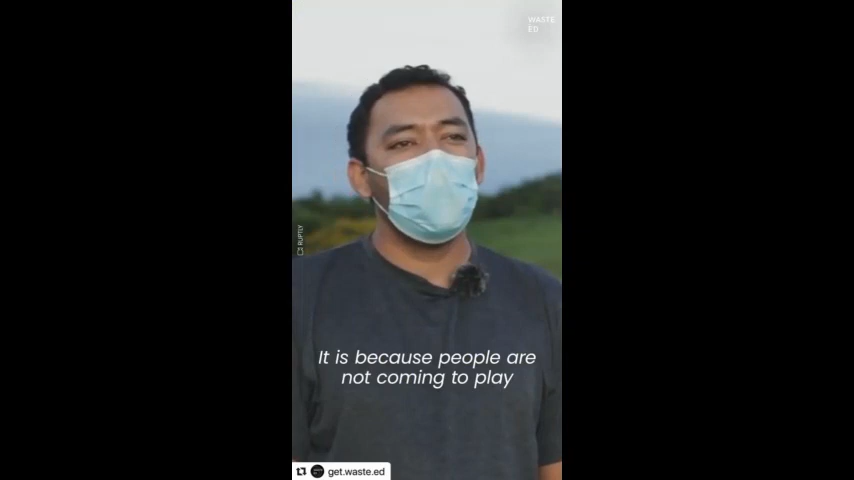 WASTE
ED
RUPTLY
It is because people are
not coming to play
get.waste.ed